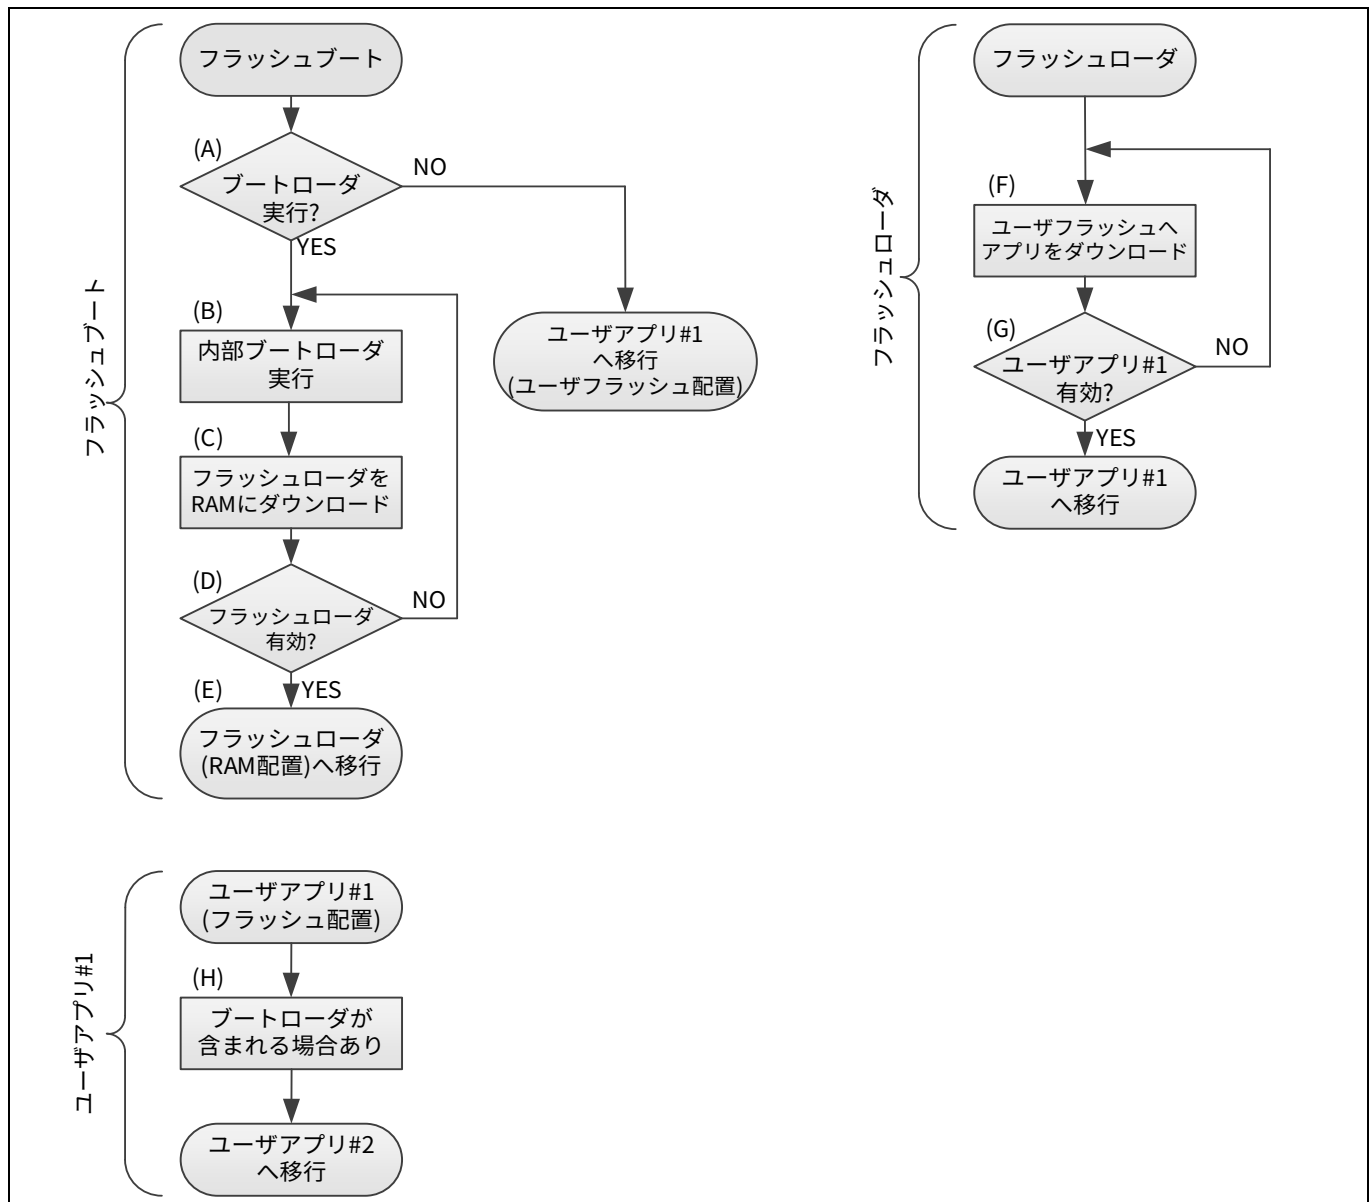 フラッシュブート
フラッシュブート
(A)
ブートローダ
実行?
NO
YES
(B)
内部ブートローダ
実行
(C)
フラッシュローダを
RAMにダウンロード
(D)
フラッシュローダ
有効?
NO
YES
(E)
フラッシュローダ
(RAM配置)へ移行
ユーザアプリ#1
へ移行
(ユーザフラッシュ配置)
フラッシュローダ
フラッシュローダ
(F)
ユーザフラッシュへ
アプリをダウンロード
(G)
ユーザアプリ#1
有効?
NO
YES
ユーザアプリ#1
へ移行
ユーザアプリ#1
ユーザアプリ#1
(フラッシュ配置)
(H)
ブートローダが
含まれる場合あり
ユーザアプリ#2
へ移行